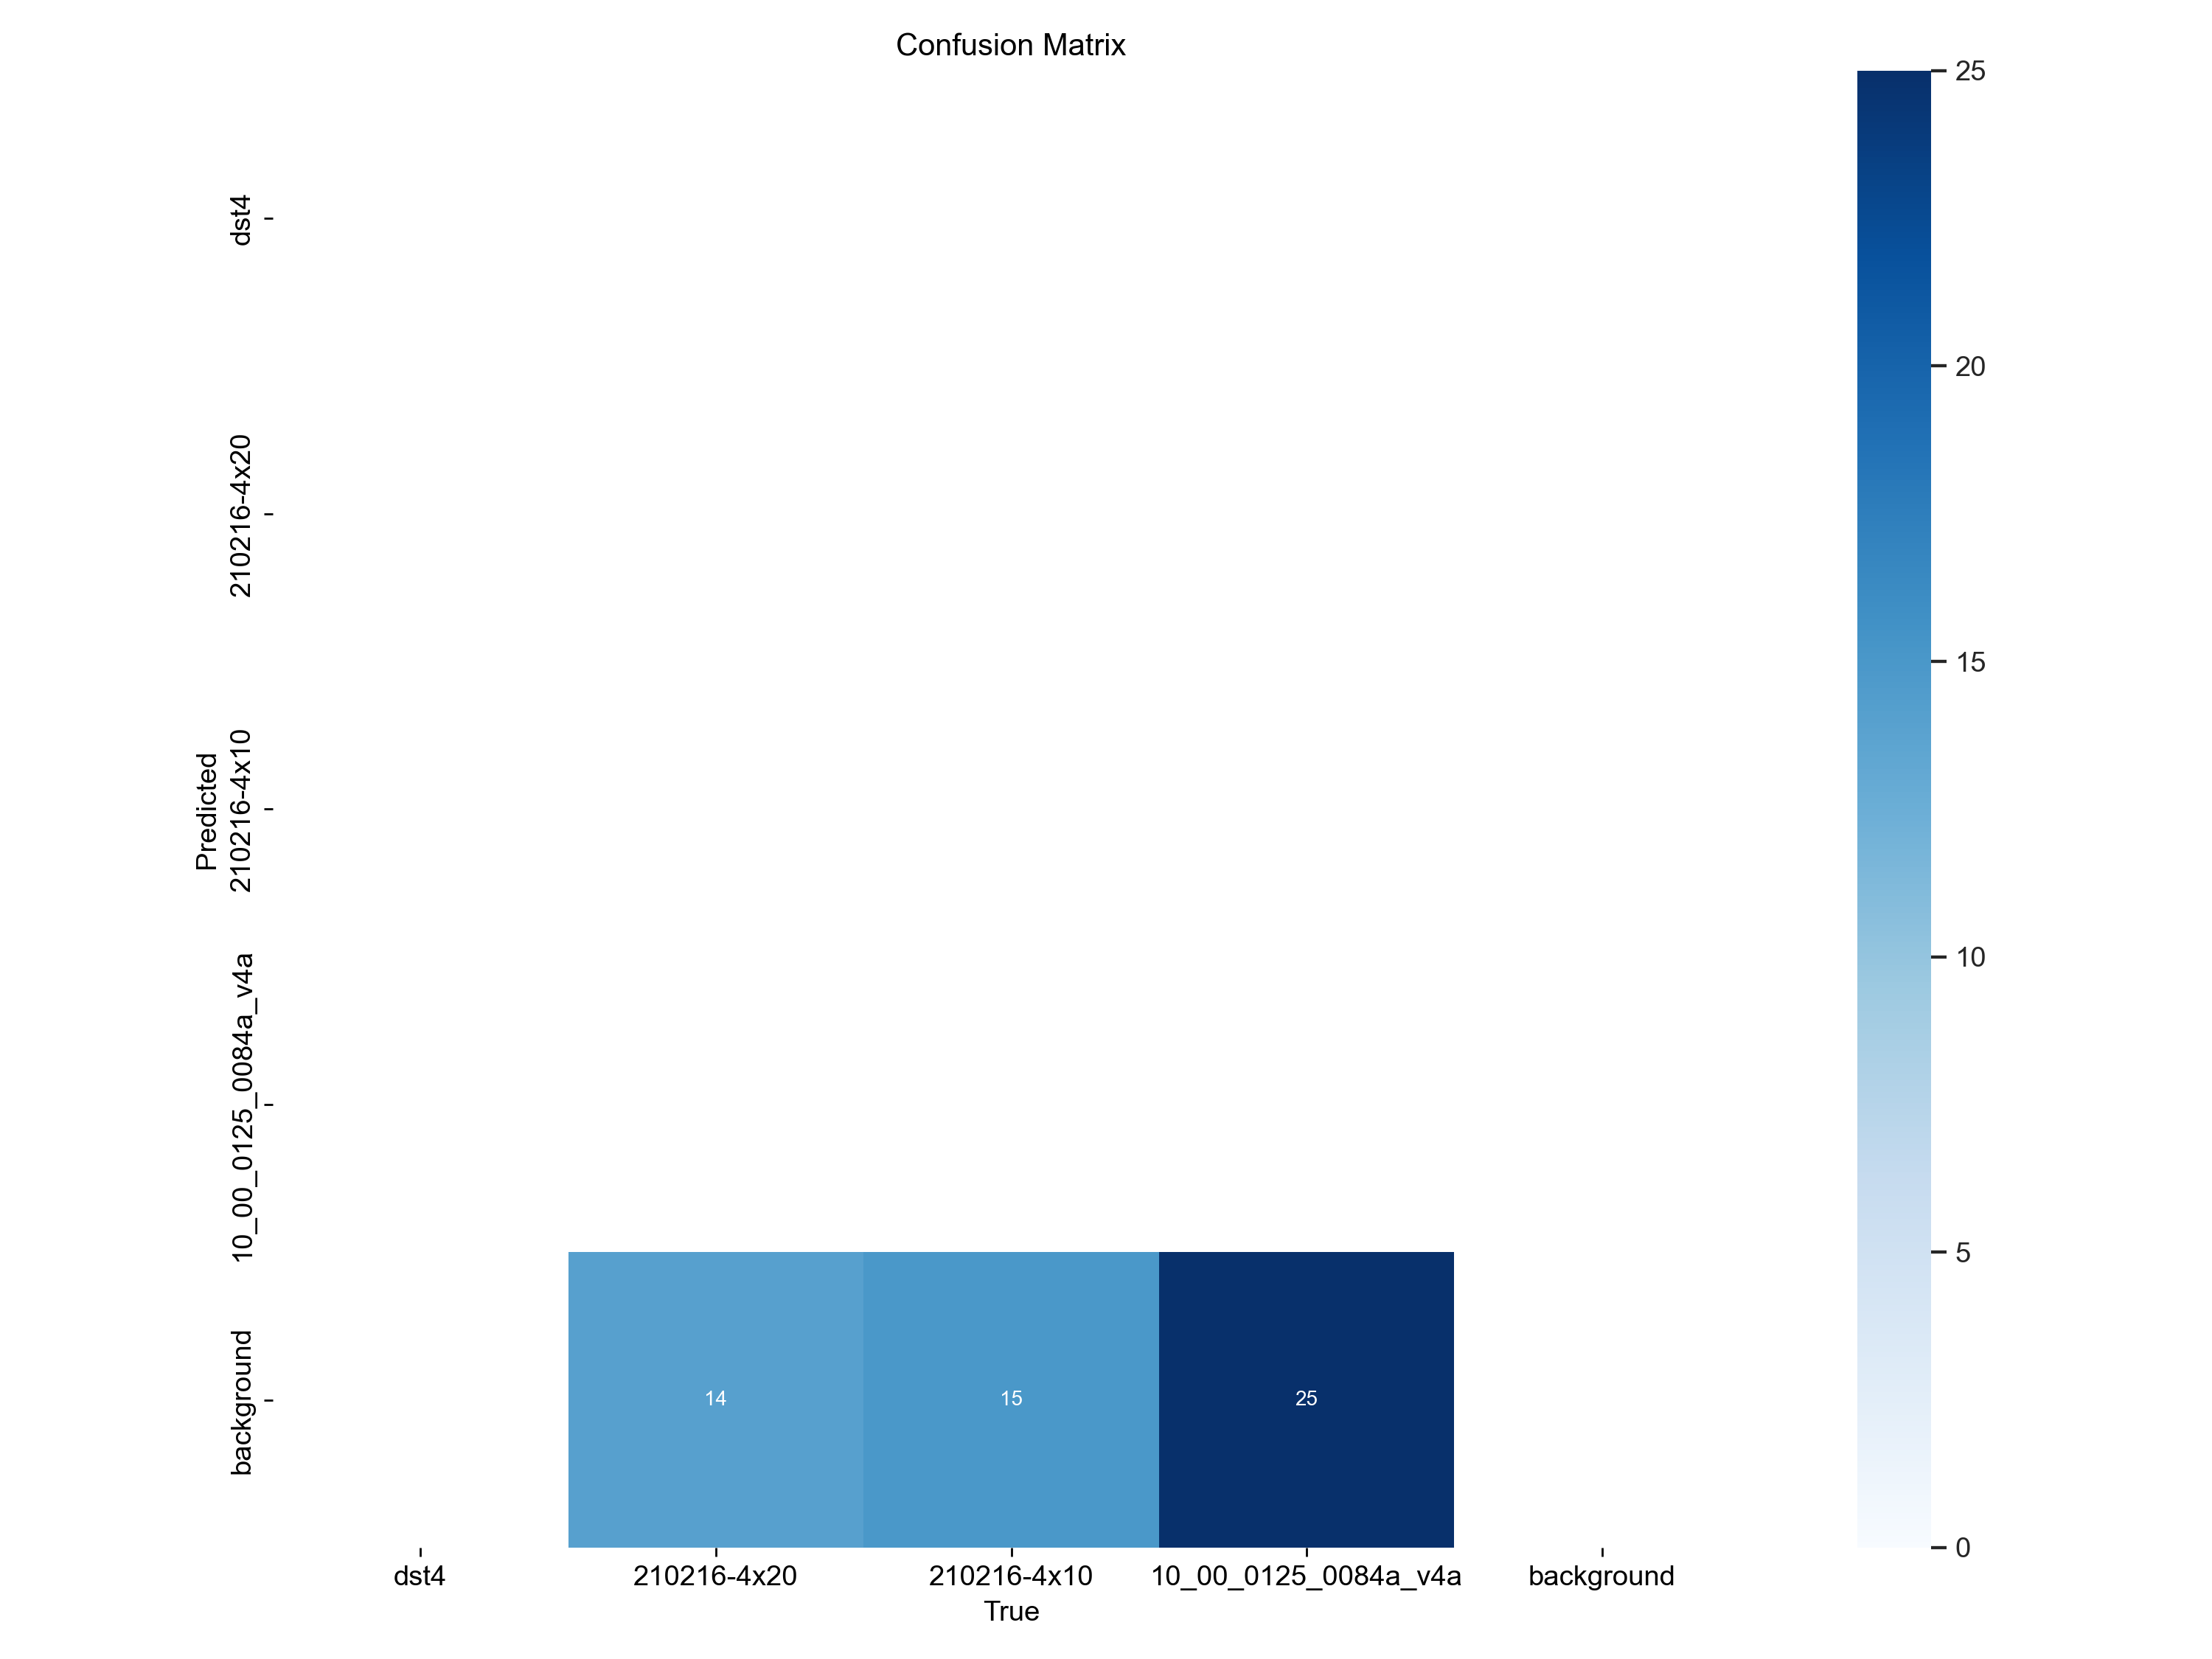 Confusion Matrix
25
20
15
10
5
0
Predicted
dst4
210216-4x20
210216-4x10
10_00_0125_0084a_v4a
background
14 15 25
dst4 210216-4x20 210216-4x10 10_00_0125_0084a_v4a background
True